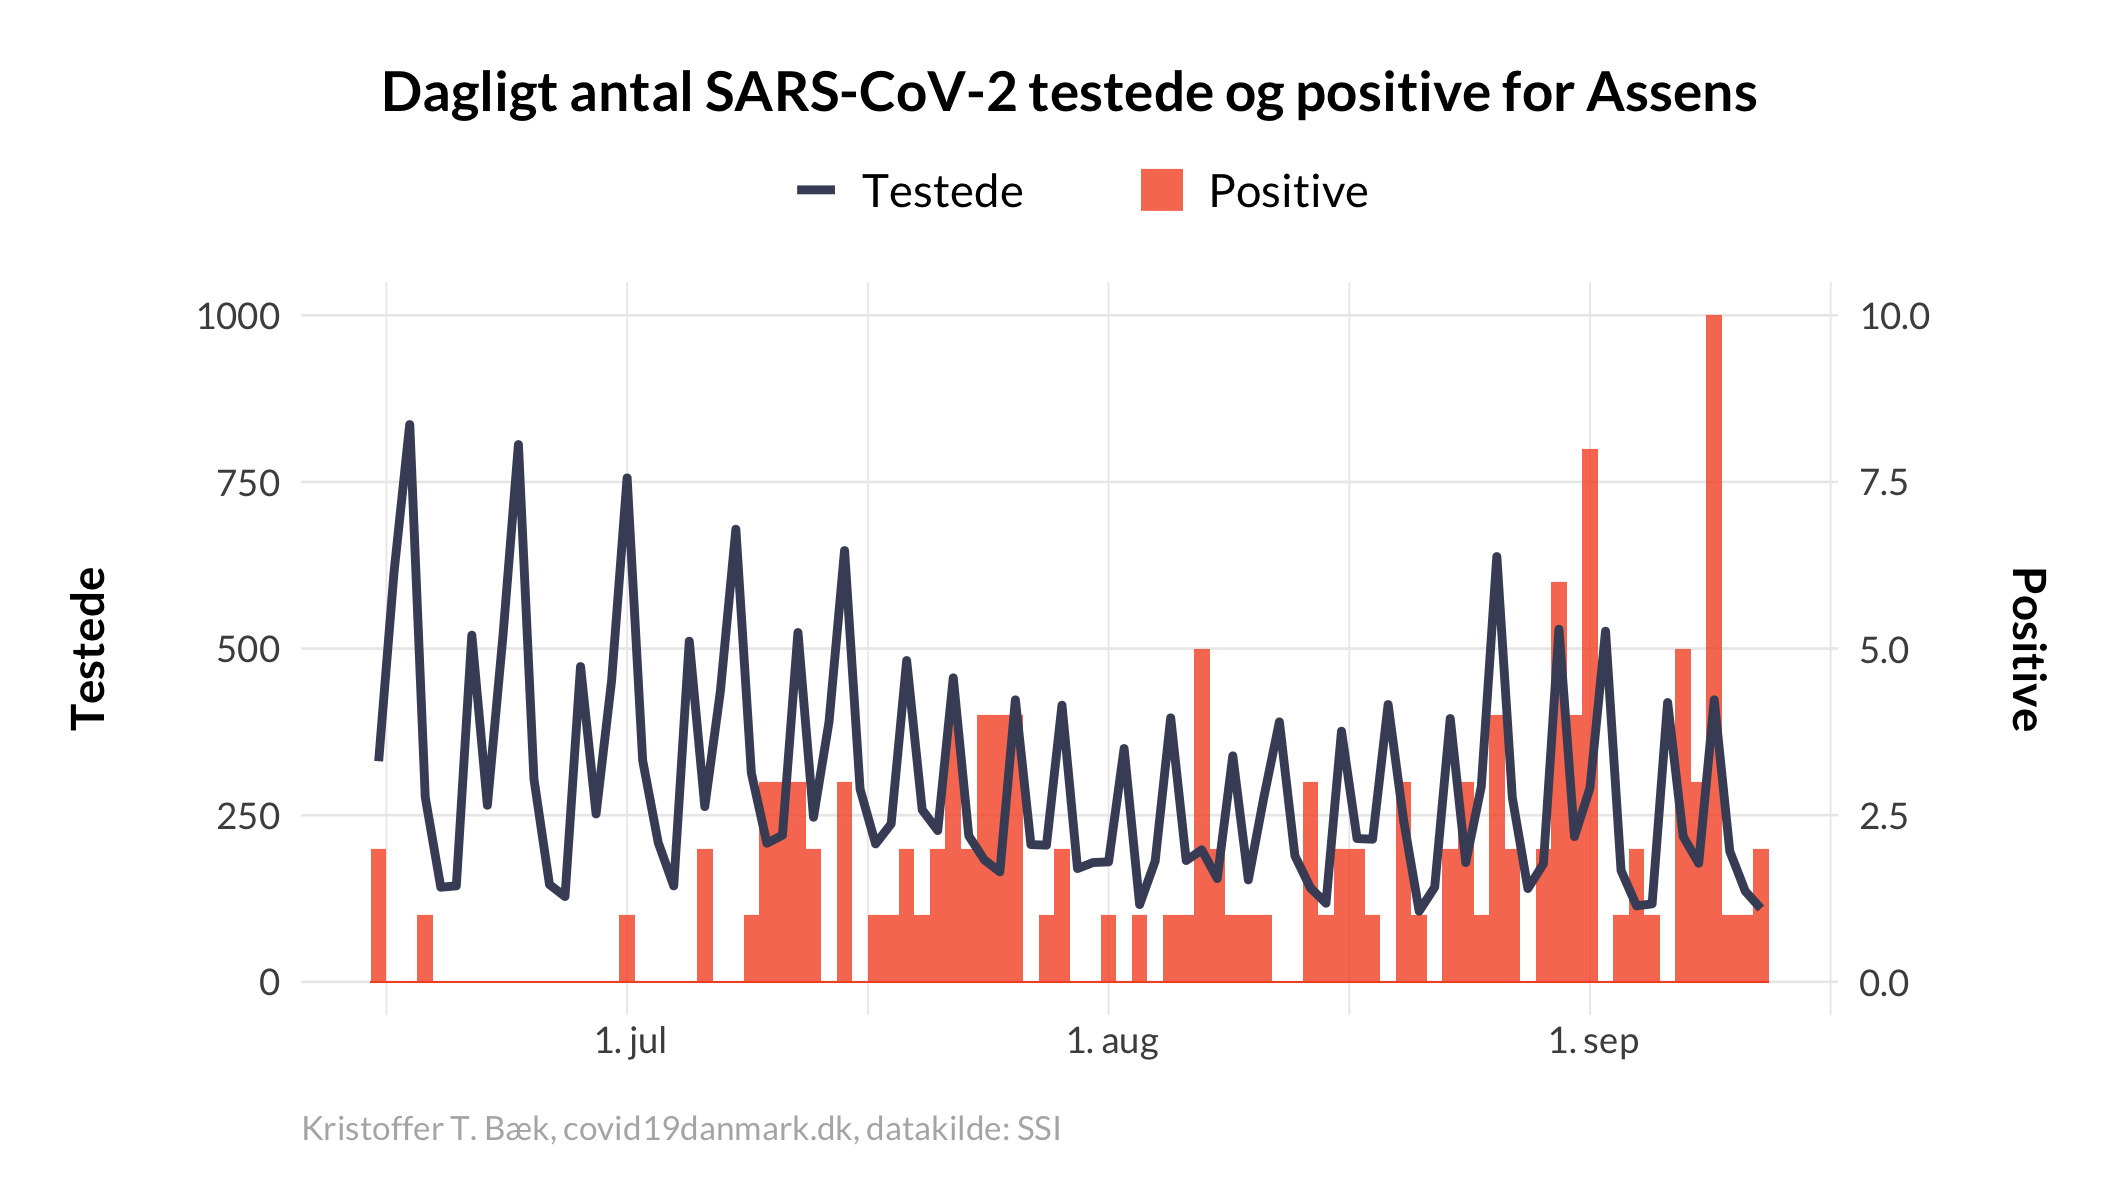 Dagligt antal SARS-CoV-2 testede og positive for Assens
Testede
Positive
1000
750
500
250
0
10.0
7.5
5.0
2.5
0.0
Testede
Positive
1. jul
1. aug
1. sep
Kristoffer T. Bæk, covid19danmark.dk, datakilde: SSI